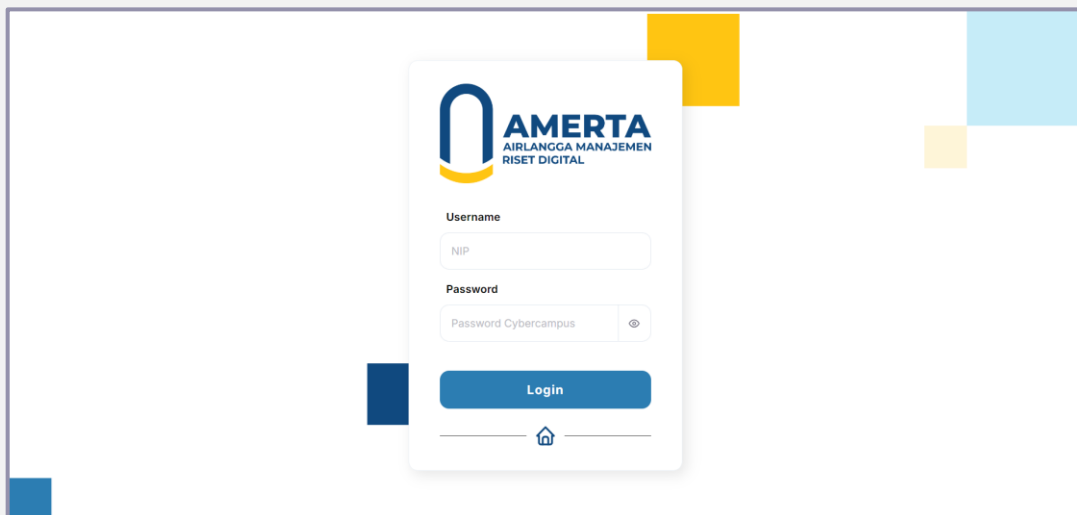 AMERTA
AIRLANGGA MANAJEMEN
RISET DIGITAL
Username
NIP
Password
Password Cybercampus
Login